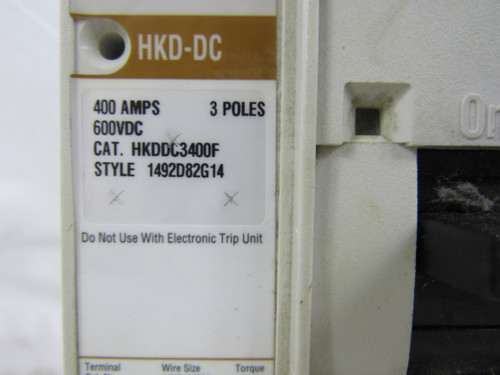 HKD-DC
400 AMPS 3 POLES
600VDC
CAT. HKDDC3400F
STYLE 1492D82G14
Do Not Use With Electronic Trip Unit
Terminal Wire Size Torque